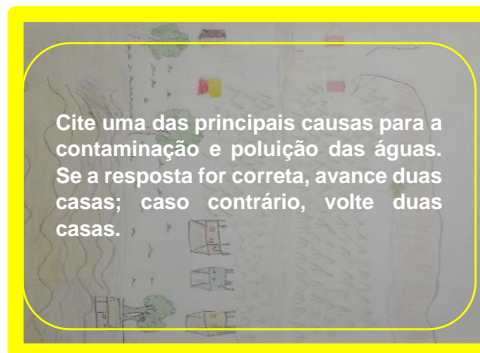 Cite uma das principais causas para a
contaminação e poluição das águas.
Se a resposta for correta, avance duas
casas; caso contrário, volte duas
casas.